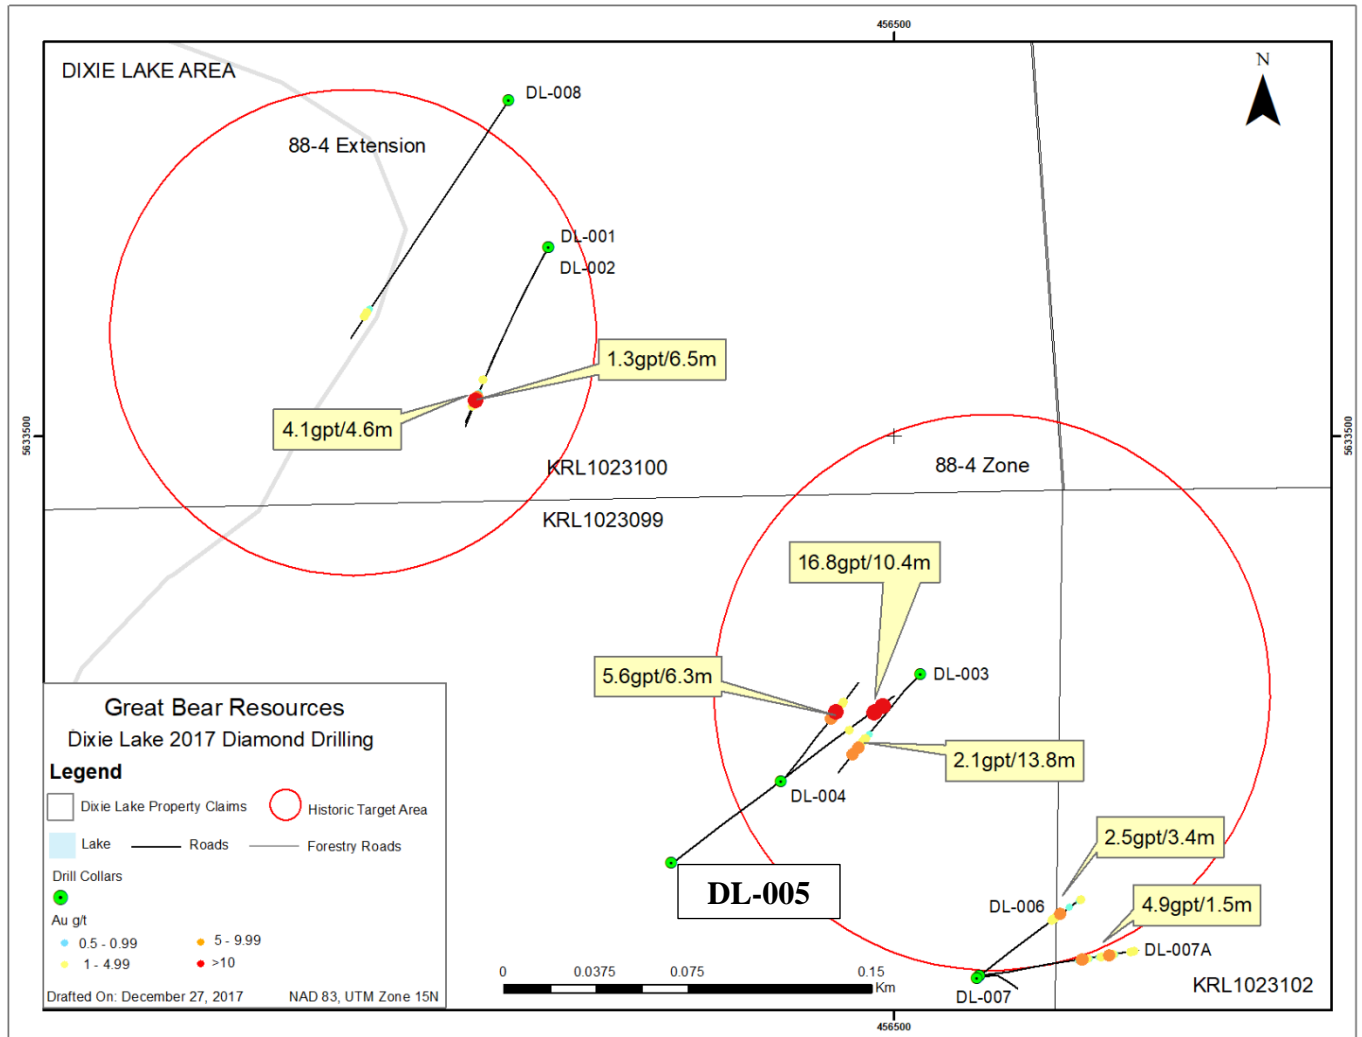 456500
DIXIE LAKE AREA
N
DL-008
88-4 Extension
DL-001
DL-002
1.3gpt/6.5m
4.1gpt/4.6m
5633500
5633500
88-4 Zone
KRL1023100
KRL1023099
16.8gpt/10.4m
5.6gpt/6.3m
DL-003
2.1gpt/13.8m
DL-004
DL-005
2.5gpt/3.4m
DL-006
4.9gpt/1.5m
DL-007A
DL-007
KRL1023102
Great Bear Resources
Dixie Lake 2017 Diamond Drilling
Legend
Dixie Lake Property Claims Historic Target Area
Lake Roads Forestry Roads
Drill Collars
Au g/t
0.5 - 0.99 5 - 9.99
1 - 4.99 >10
Drafted On: December 27, 2017 NAD 83, UTM Zone 15N
0 0.0375 0.075 0.15
Km
456500